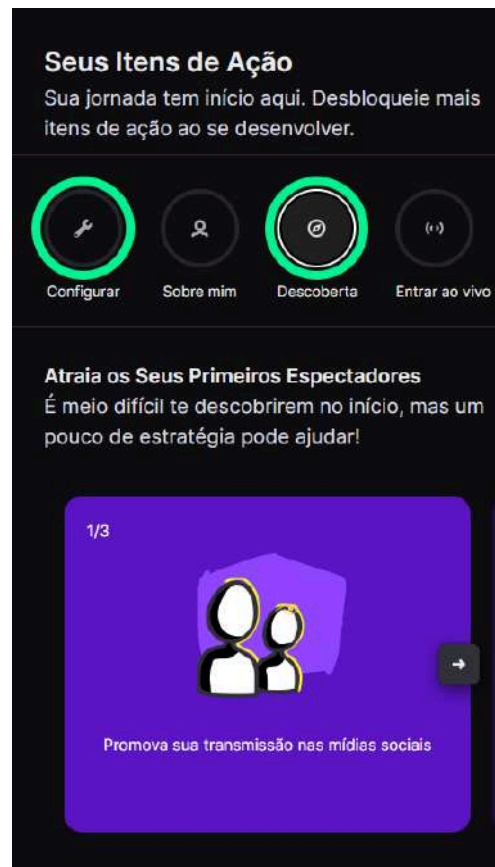 Seus Itens de Ação
Sua jornada tem início aqui. Desbloqueie mais
itens de ação ao se desenvolver.
Configurar
Sobre mim
Descoberta
Entrar ao vivo
Atraia os Seus Primeiros Espectadores
É meio difícil te descobrirem no início, mas um
pouco de estratégia pode ajudar!
1/3
Promova sua transmissão nas mídias sociais